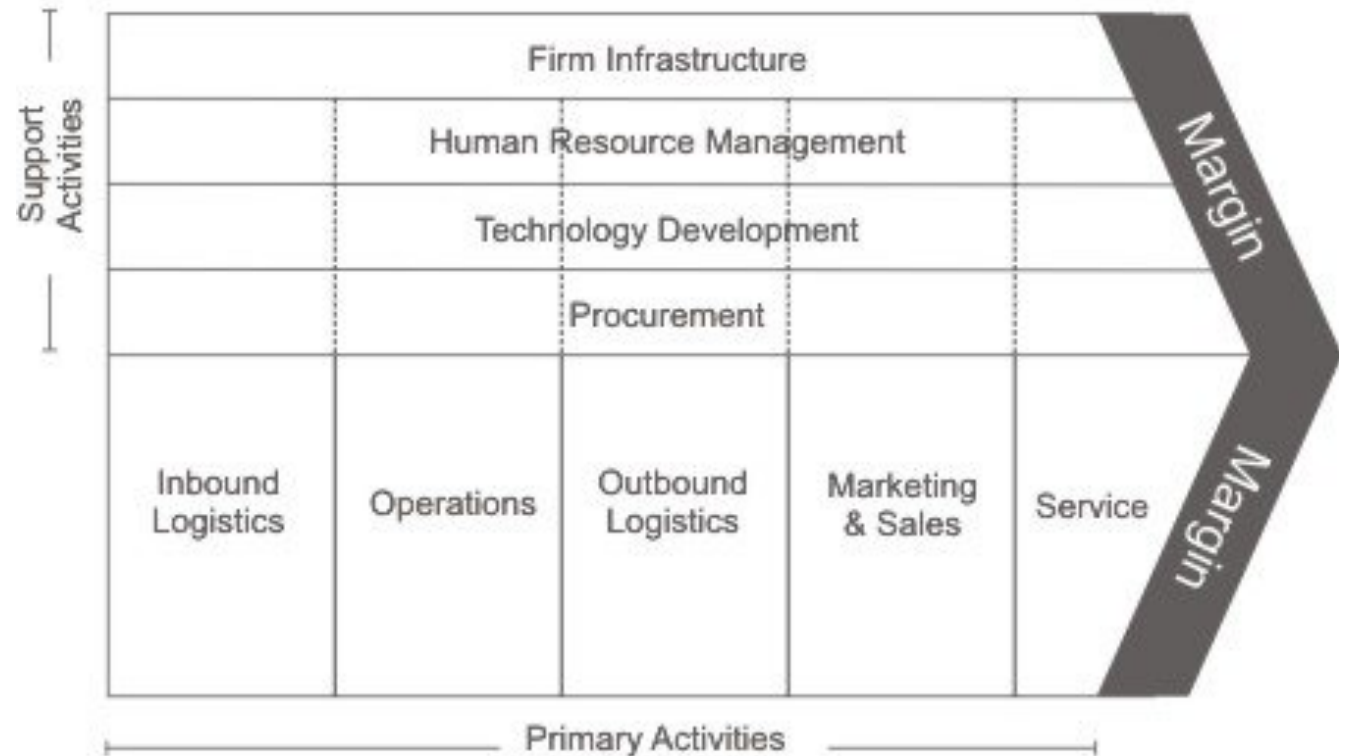 Support
Activities
Firm Infrastructure
Human Resource Management
Technology Development
Procurement
Margin
Inbound
Logistics
Operations
Outbound
Logistics
Marketing
& Sales
Service
Margin
Primary Activities